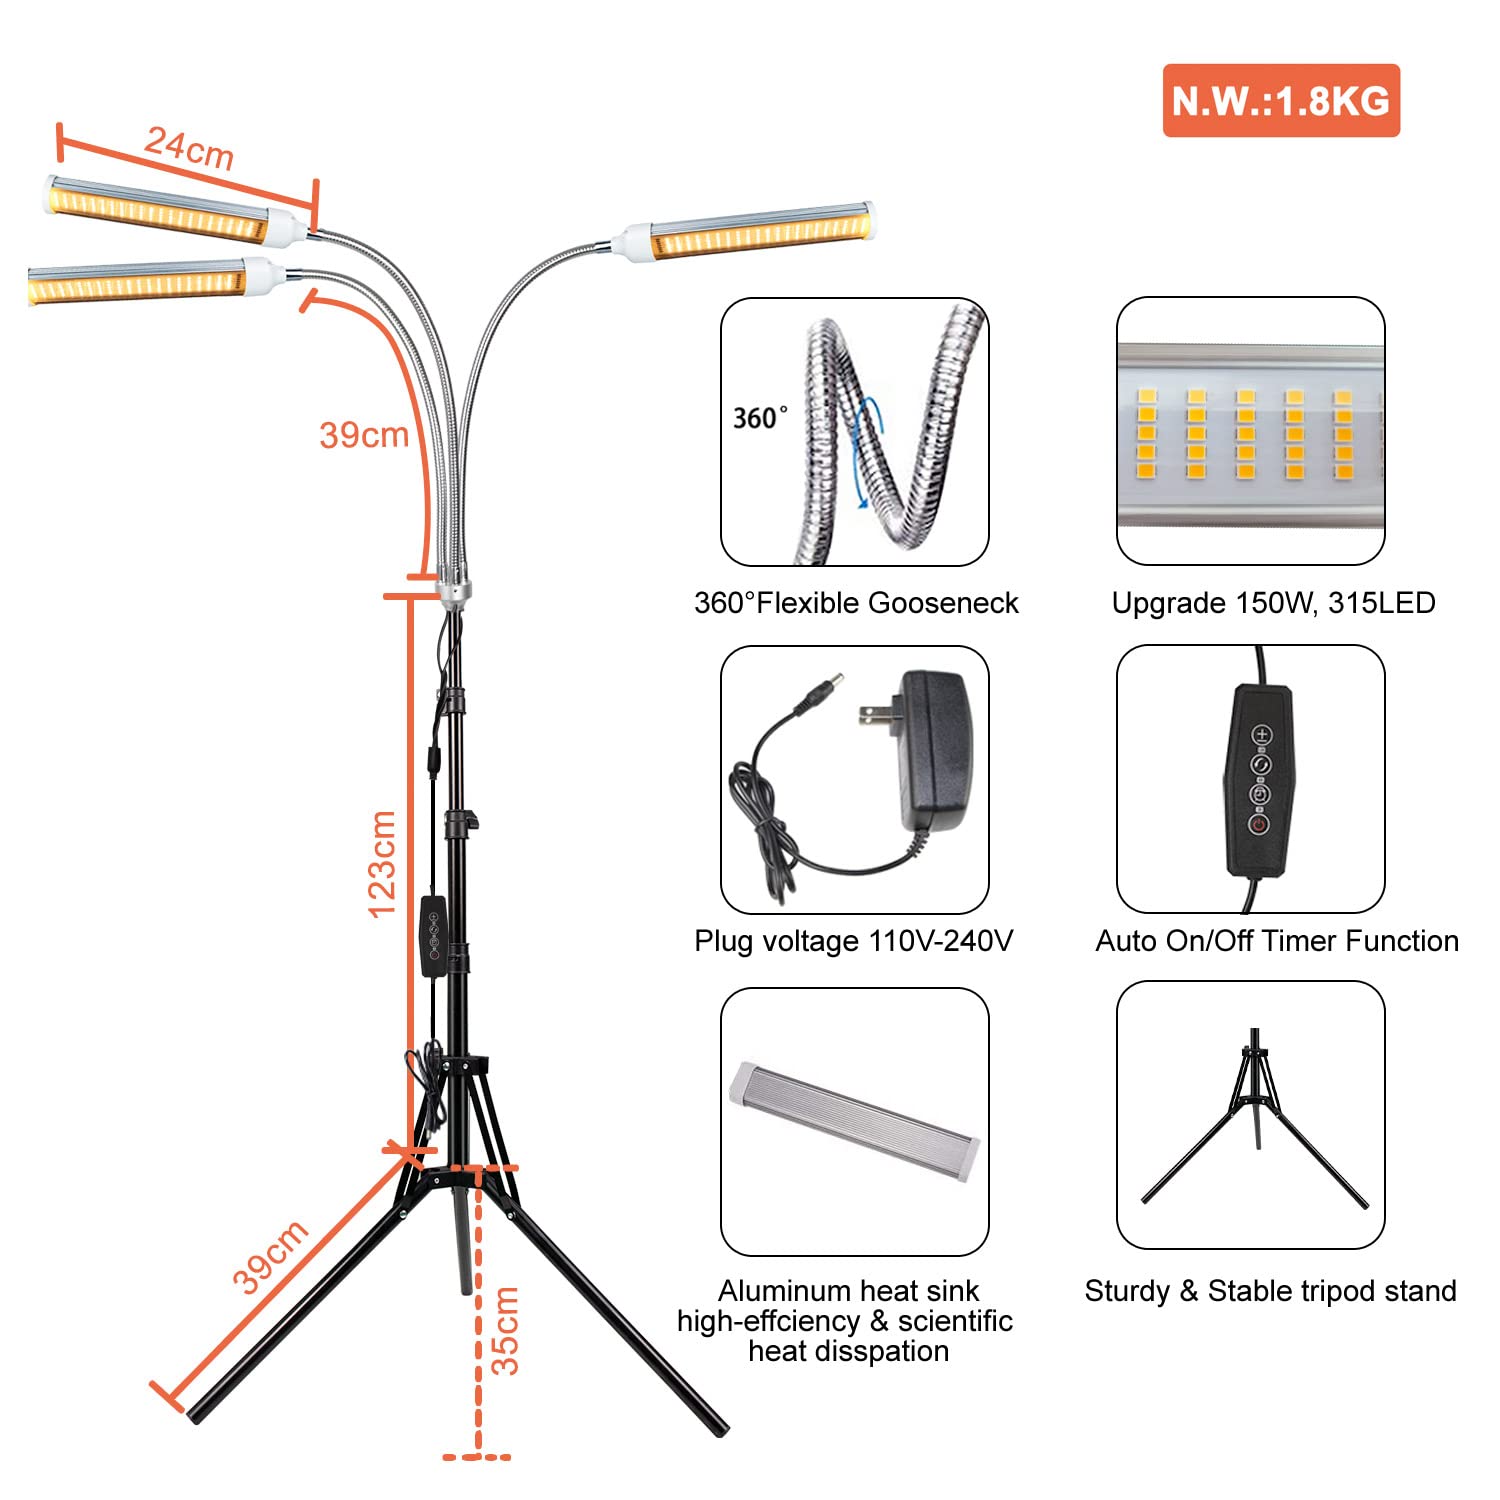 N.W.:1.8KG
24cm
39cm
123cm
39cm
35cm
360°
360°Flexible Gooseneck
Upgrade 150W, 315LED
Plug voltage 110V-240V
Auto On/Off Timer Function
Aluminum heat sink
high-effciency & scientific
heat disspation
Sturdy & Stable tripod stand